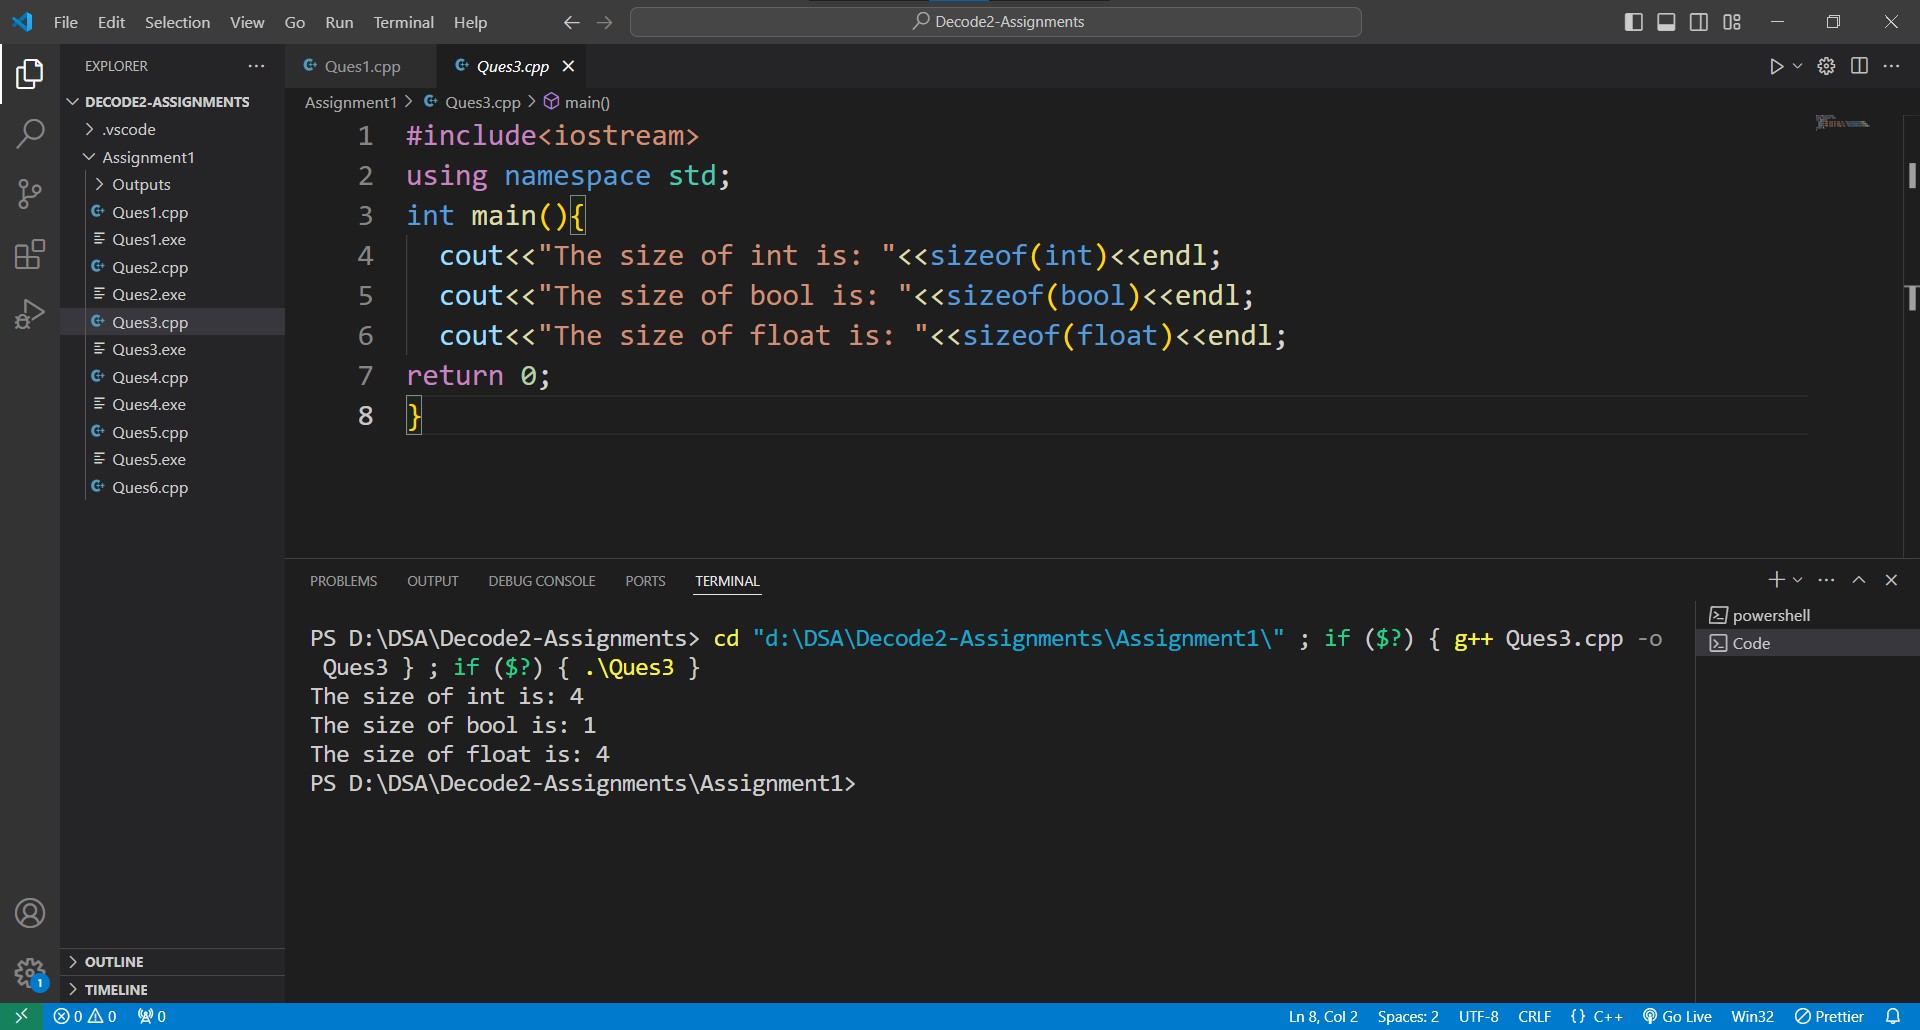 File Edit Selection View Go Run Terminal Help
Decode2-Assignments
EXPLORER
DECODE2-ASSIGNMENTS
.vscode
Assignment1
Outputs
Ques1.cpp
Ques1.exe
Ques2.cpp
Ques2.exe
Ques3.cpp
Ques3.exe
Ques4.cpp
Ques4.exe
Ques5.cpp
Ques5.exe
Ques6.cpp
OUTLINE
TIMELINE
Ques1.cpp Ques3.cpp
Assignment1 > Ques3.cpp > main()
1 #include<iostream>
2 using namespace std;
3 int main(){
4 cout<<"The size of int is: "<<sizeof(int)<<endl;
5 cout<<"The size of bool is: "<<sizeof(bool)<<endl;
6 cout<<"The size of float is: "<<sizeof(float)<<endl;
7 return 0;
8 }
PROBLEMS OUTPUT DEBUG CONSOLE PORTS TERMINAL
PS D:\DSA\Decode2-Assignments> cd "d:\DSA\Decode2-Assignments\Assignment1\" ; if ($?) { g++ Ques3.cpp -o
Ques3 } ; if ($?) { .\Ques3 }
The size of int is: 4
The size of bool is: 1
The size of float is: 4
PS D:\DSA\Decode2-Assignments\Assignment1>
powershell
Code
1
0 0 0
Ln 8, Col 2 Spaces: 2 UTF-8 CRLF {} C++ Go Live Win32 Prettier